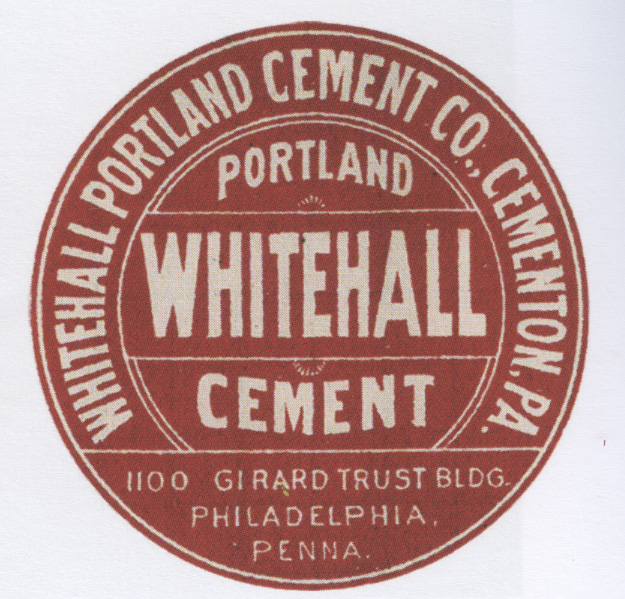 WHITEHALL PORTLAND CEMENT CO., CEMENTON, PA.
PORTLAND
WHITEHALL
CEMENT
1100 GIRARD TRUST BLDG.
PHILADELPHIA,
PENNA.